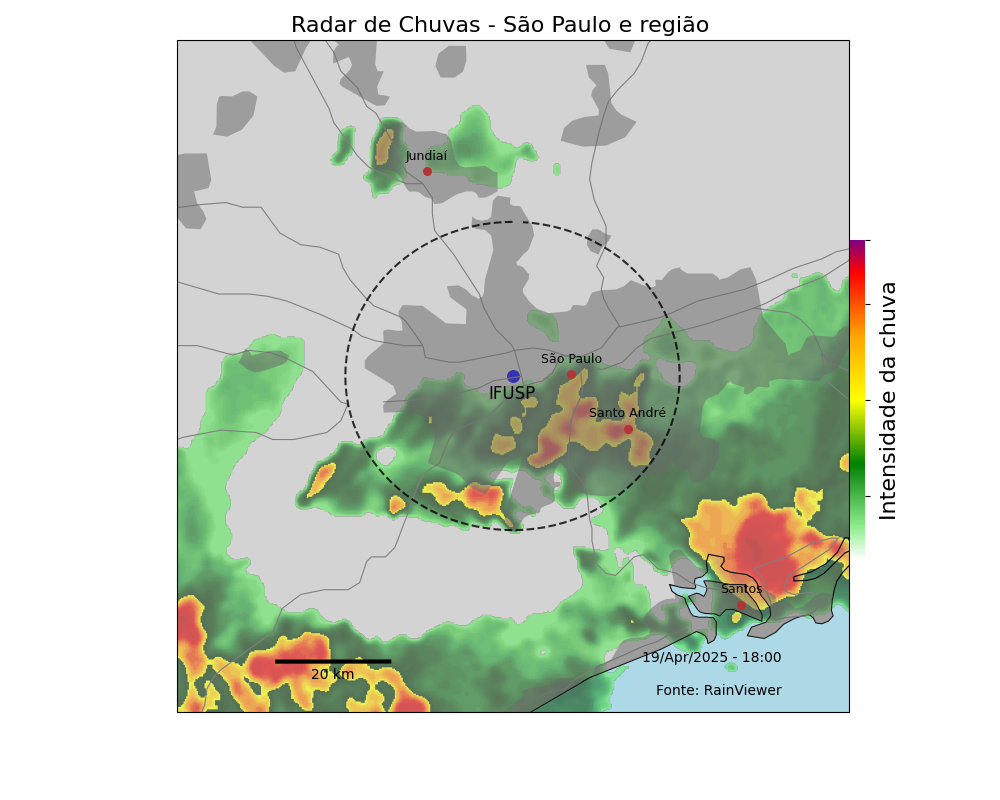 Radar de Chuvas - São Paulo e região
Jundiaí
São Paulo
IFUSP
Santo André
Intensidade da chuva
Santos
19/Apr/2025 - 18:00
20 km
Fonte: RainViewer